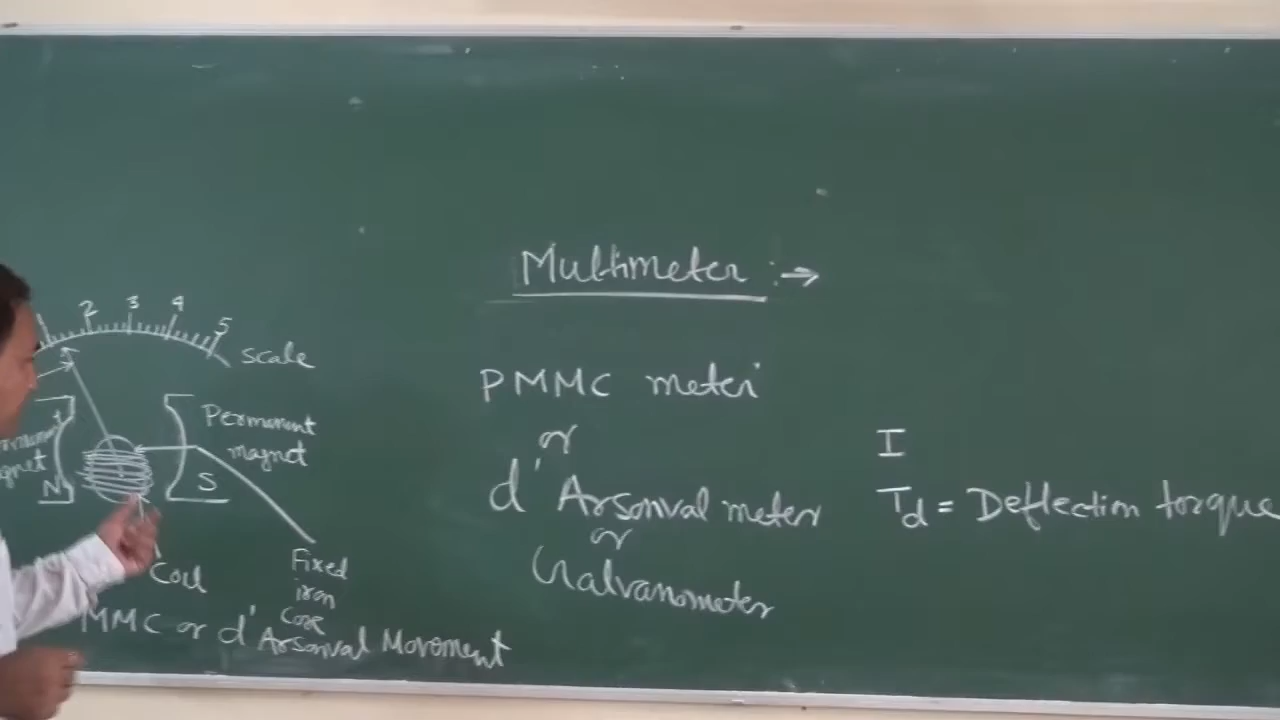 Multimeter :→
2 3 4 5
scale
PMMC meter
Permanent
magnet
or
I
N
S
d'Arsonval meter
Td = Deflection torque
or
Fixed
iron
Core
Coil
Galvanometer
MMC or d'Arsonval Movement